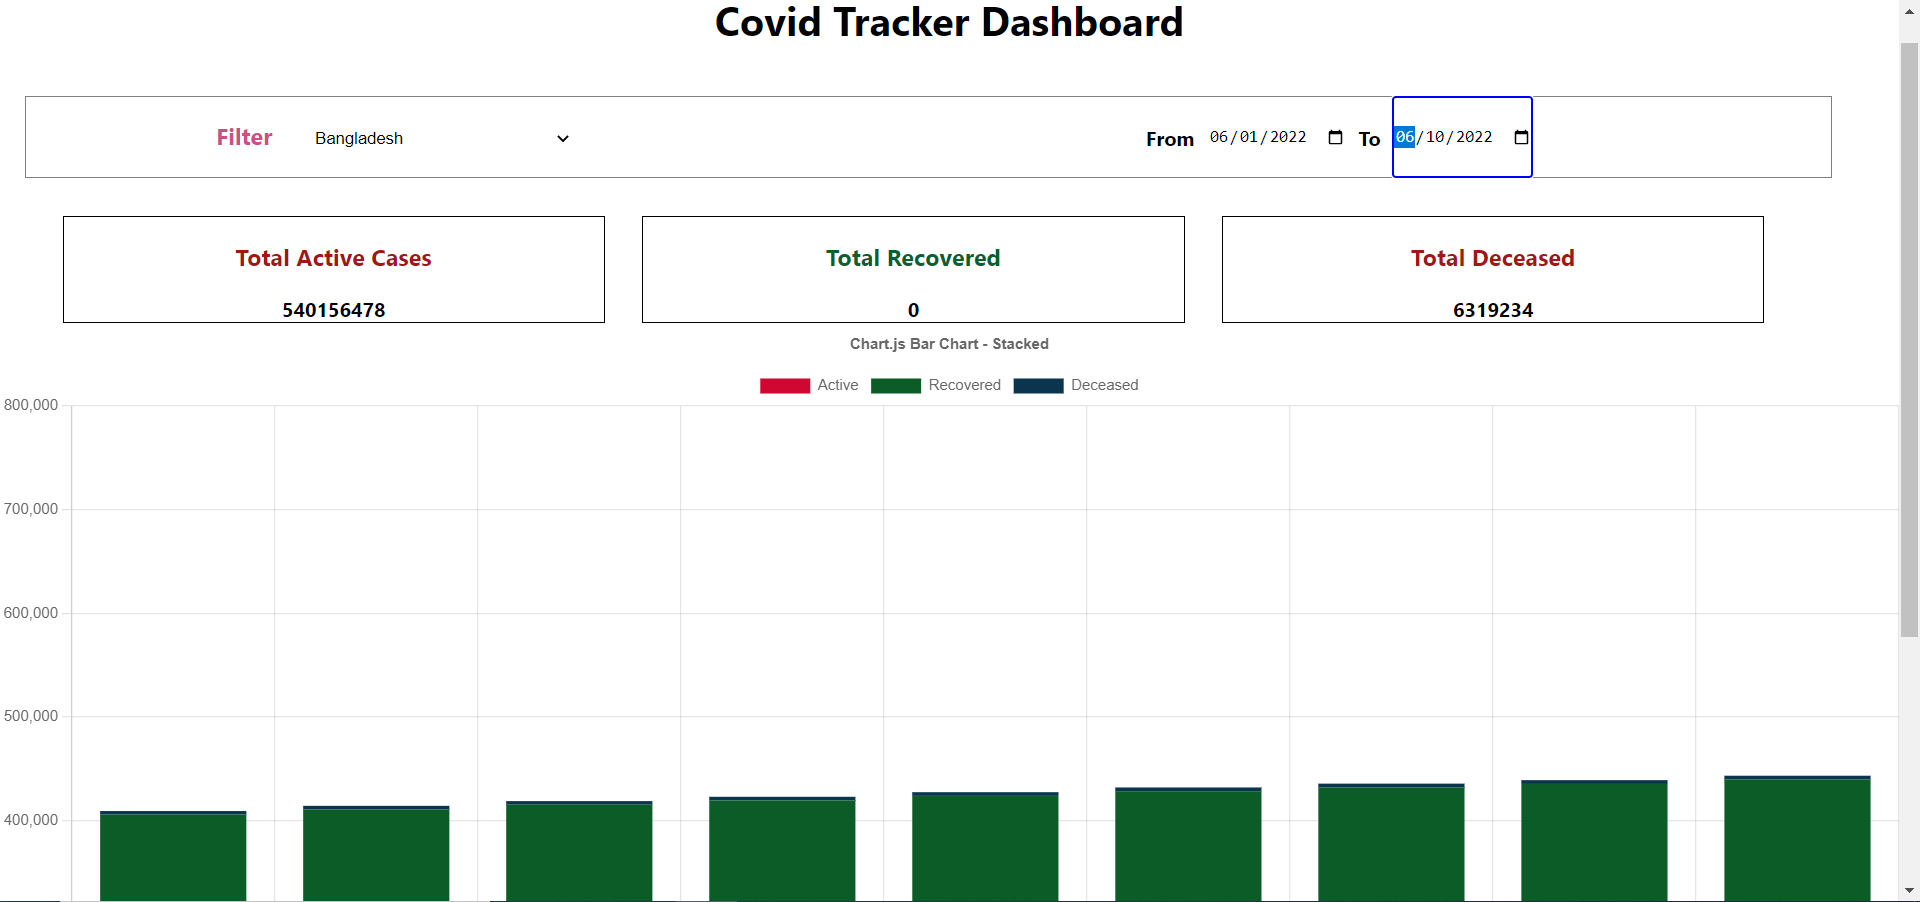 Covid Tracker Dashboard
Filter Bangladesh From 06/01/2022 To 06/10/2022
Total Active Cases
540156478
Total Recovered
0
Total Deceased
6319234
Chart.js Bar Chart - Stacked
Active Recovered Deceased
800,000
700,000
600,000
500,000
400,000